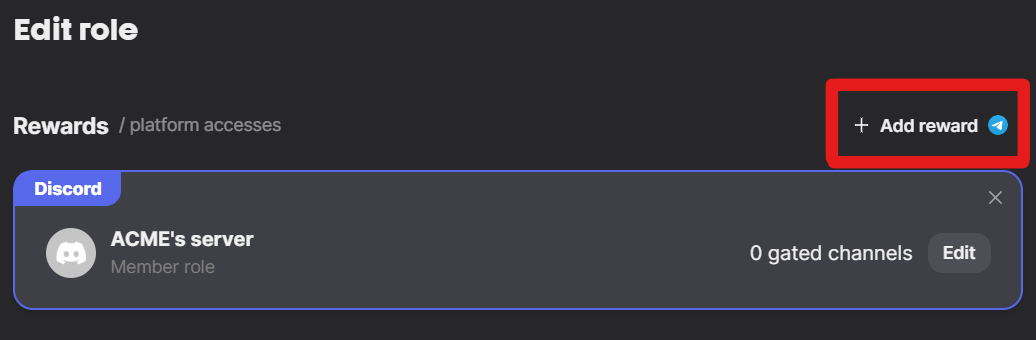 Edit role
Rewards / platform accesses
+ Add reward
Discord
ACME's server
Member role
0 gated channels
Edit